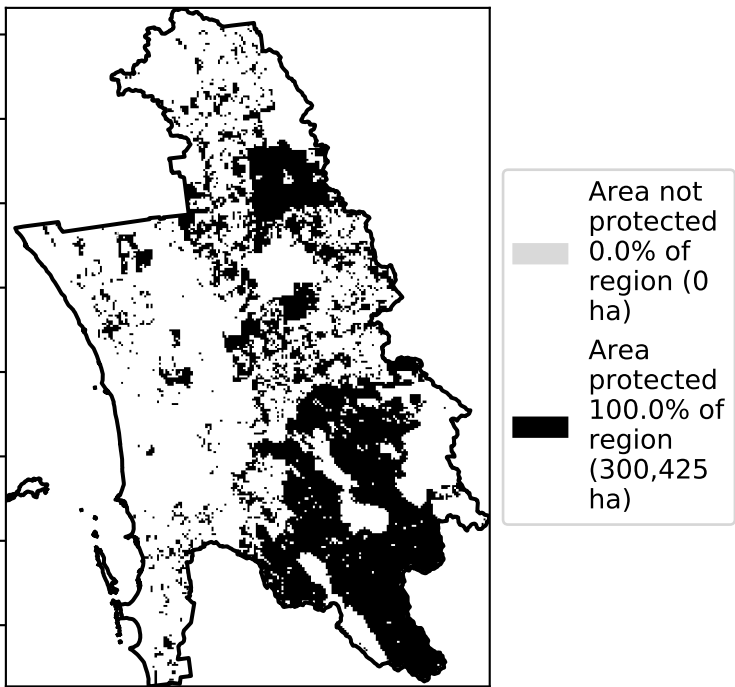 Area not
protected
0.0% of
region (0
ha)
Area
protected
100.0% of
region
(300,425
ha)